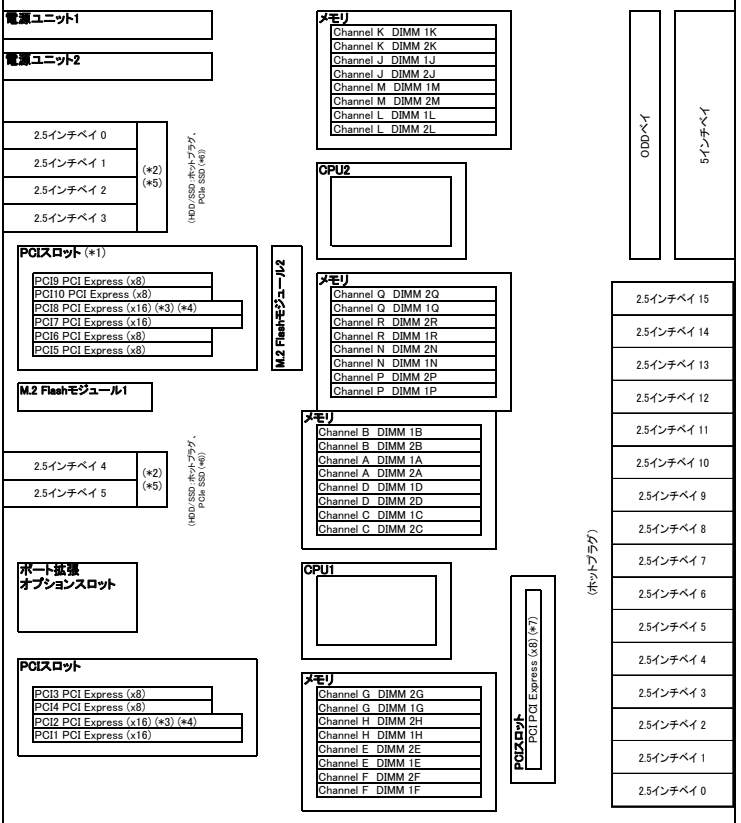 電源ユニット1
電源ユニット2
2.5インチベイ 0
2.5インチベイ 1
2.5インチベイ 2
2.5インチベイ 3
(*2)
(*5)
(HDD/SSD:ホットプラグ、
PCIe SSD(*6))
PCIスロット(*1)
PCI9 PCI Express (x8)
PCI10 PCI Express (x8)
PCI8 PCI Express (x16) (*3) (*4)
PCI7 PCI Express (x16)
PCI6 PCI Express (x8)
PCI5 PCI Express (x8)
M.2 Flashモジュール2
M.2 Flashモジュール1
2.5インチベイ 4
2.5インチベイ 5
(*2)
(*5)
(HDD/SSD:ホットプラグ、
PCIe SSD(*6))
ポート拡張
オプションスロット
PCIスロット
PCI3 PCI Express (x8)
PCI4 PCI Express (x8)
PCI2 PCI Express (x16) (*3) (*4)
PCI1 PCI Express (x16)
メモリ
Channel K DIMM 1K
Channel K DIMM 2K
Channel J DIMM 1J
Channel J DIMM 2J
Channel M DIMM 1M
Channel M DIMM 2M
Channel L DIMM 1L
Channel L DIMM 2L
CPU2
メモリ
Channel Q DIMM 2Q
Channel Q DIMM 1Q
Channel R DIMM 2R
Channel R DIMM 1R
Channel N DIMM 2N
Channel N DIMM 1N
Channel P DIMM 2P
Channel P DIMM 1P
メモリ
Channel B DIMM 1B
Channel B DIMM 2B
Channel A DIMM 1A
Channel A DIMM 2A
Channel D DIMM 1D
Channel D DIMM 2D
Channel C DIMM 1C
Channel C DIMM 2C
CPU1
メモリ
Channel G DIMM 2G
Channel G DIMM 1G
Channel H DIMM 2H
Channel H DIMM 1H
Channel E DIMM 2E
Channel E DIMM 1E
Channel F DIMM 2F
Channel F DIMM 1F
PCIスロット
PCI PCI Express (x8) (*7)
ODDベイ
5インチベイ
(ホットプラグ)
2.5インチベイ 15
2.5インチベイ 14
2.5インチベイ 13
2.5インチベイ 12
2.5インチベイ 11
2.5インチベイ 10
2.5インチベイ 9
2.5インチベイ 8
2.5インチベイ 7
2.5インチベイ 6
2.5インチベイ 5
2.5インチベイ 4
2.5インチベイ 3
2.5インチベイ 2
2.5インチベイ 1
2.5インチベイ 0